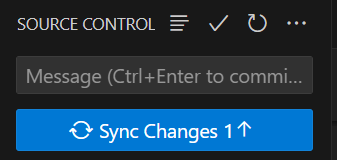 SOURCE CONTROL
Message (Ctrl+Enter to commi...
Sync Changes 1↑